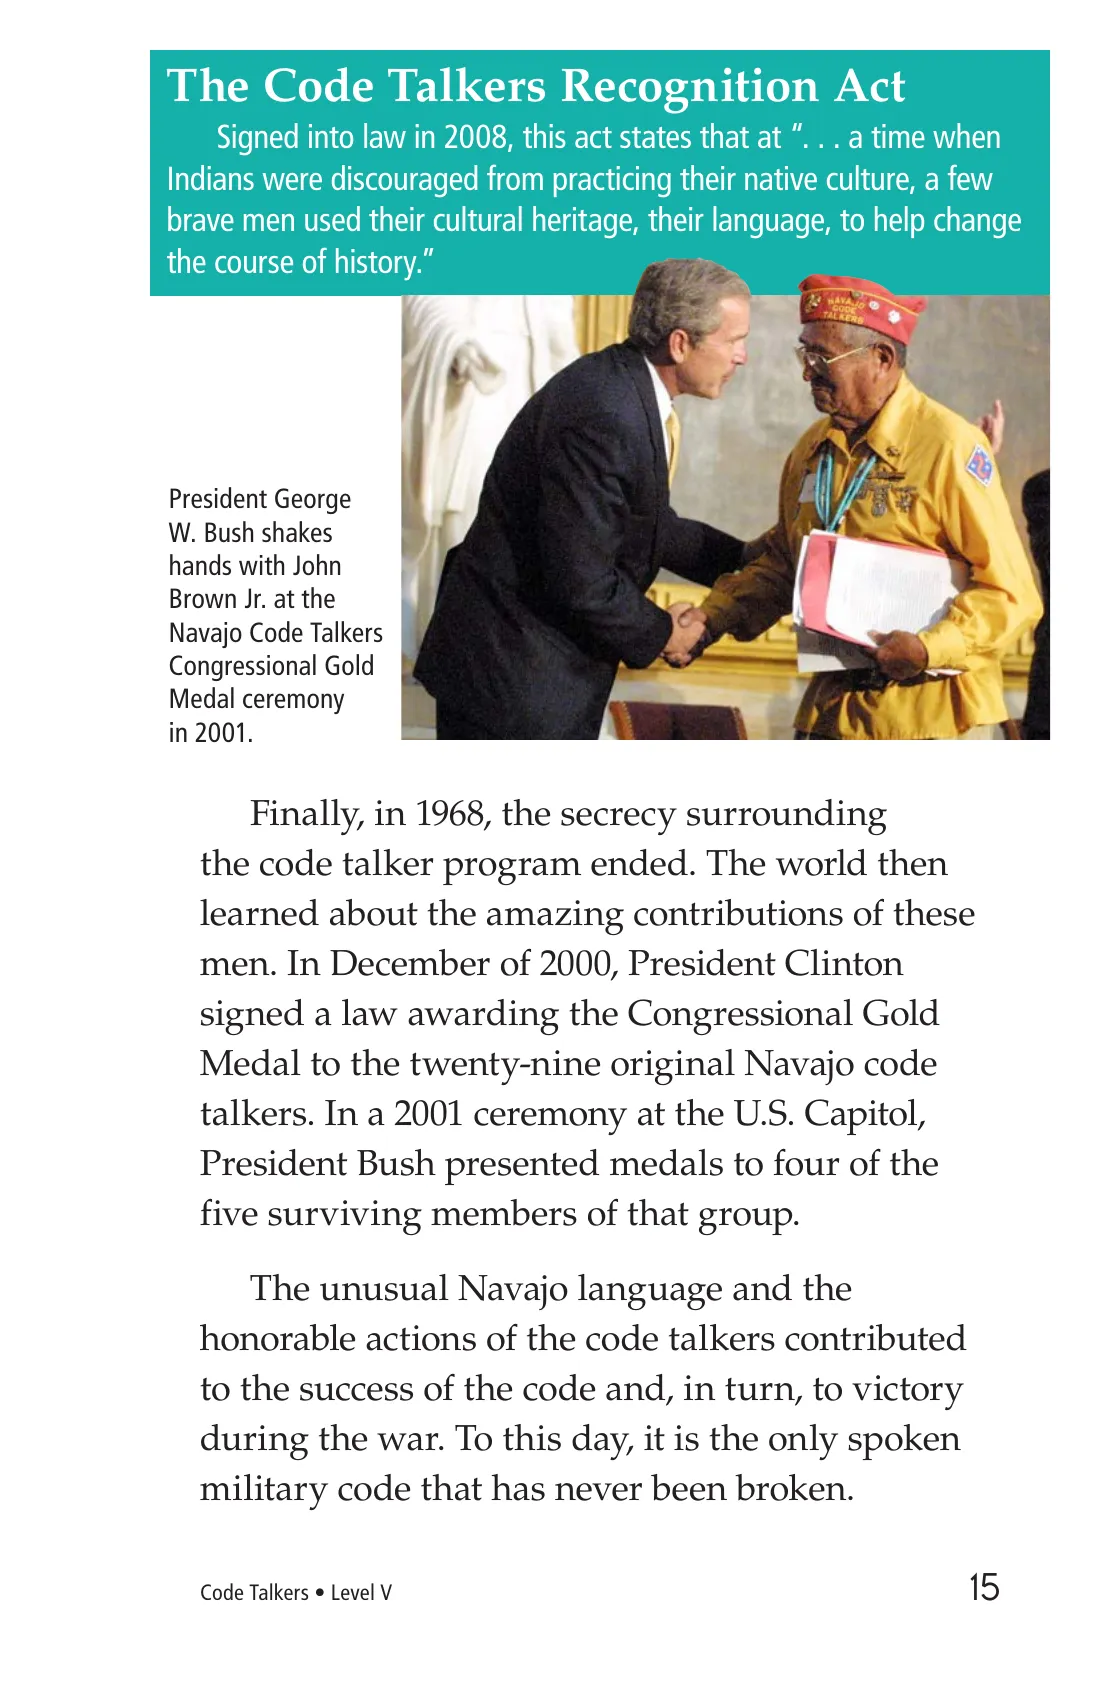 The Code Talkers Recognition Act
Signed into law in 2008, this act states that at “. . . a time when
Indians were discouraged from practicing their native culture, a few
brave men used their cultural heritage, their language, to help change
the course of history.”
NAVAJO
CODE
TALKERS
President George
W. Bush shakes
hands with John
Brown Jr. at the
Navajo Code Talkers
Congressional Gold
Medal ceremony
in 2001.
Finally, in 1968, the secrecy surrounding
the code talker program ended. The world then
learned about the amazing contributions of these
men. In December of 2000, President Clinton
signed a law awarding the Congressional Gold
Medal to the twenty-nine original Navajo code
talkers. In a 2001 ceremony at the U.S. Capitol,
President Bush presented medals to four of the
five surviving members of that group.
The unusual Navajo language and the
honorable actions of the code talkers contributed
to the success of the code and, in turn, to victory
during the war. To this day, it is the only spoken
military code that has never been broken.
Code Talkers • Level V
15